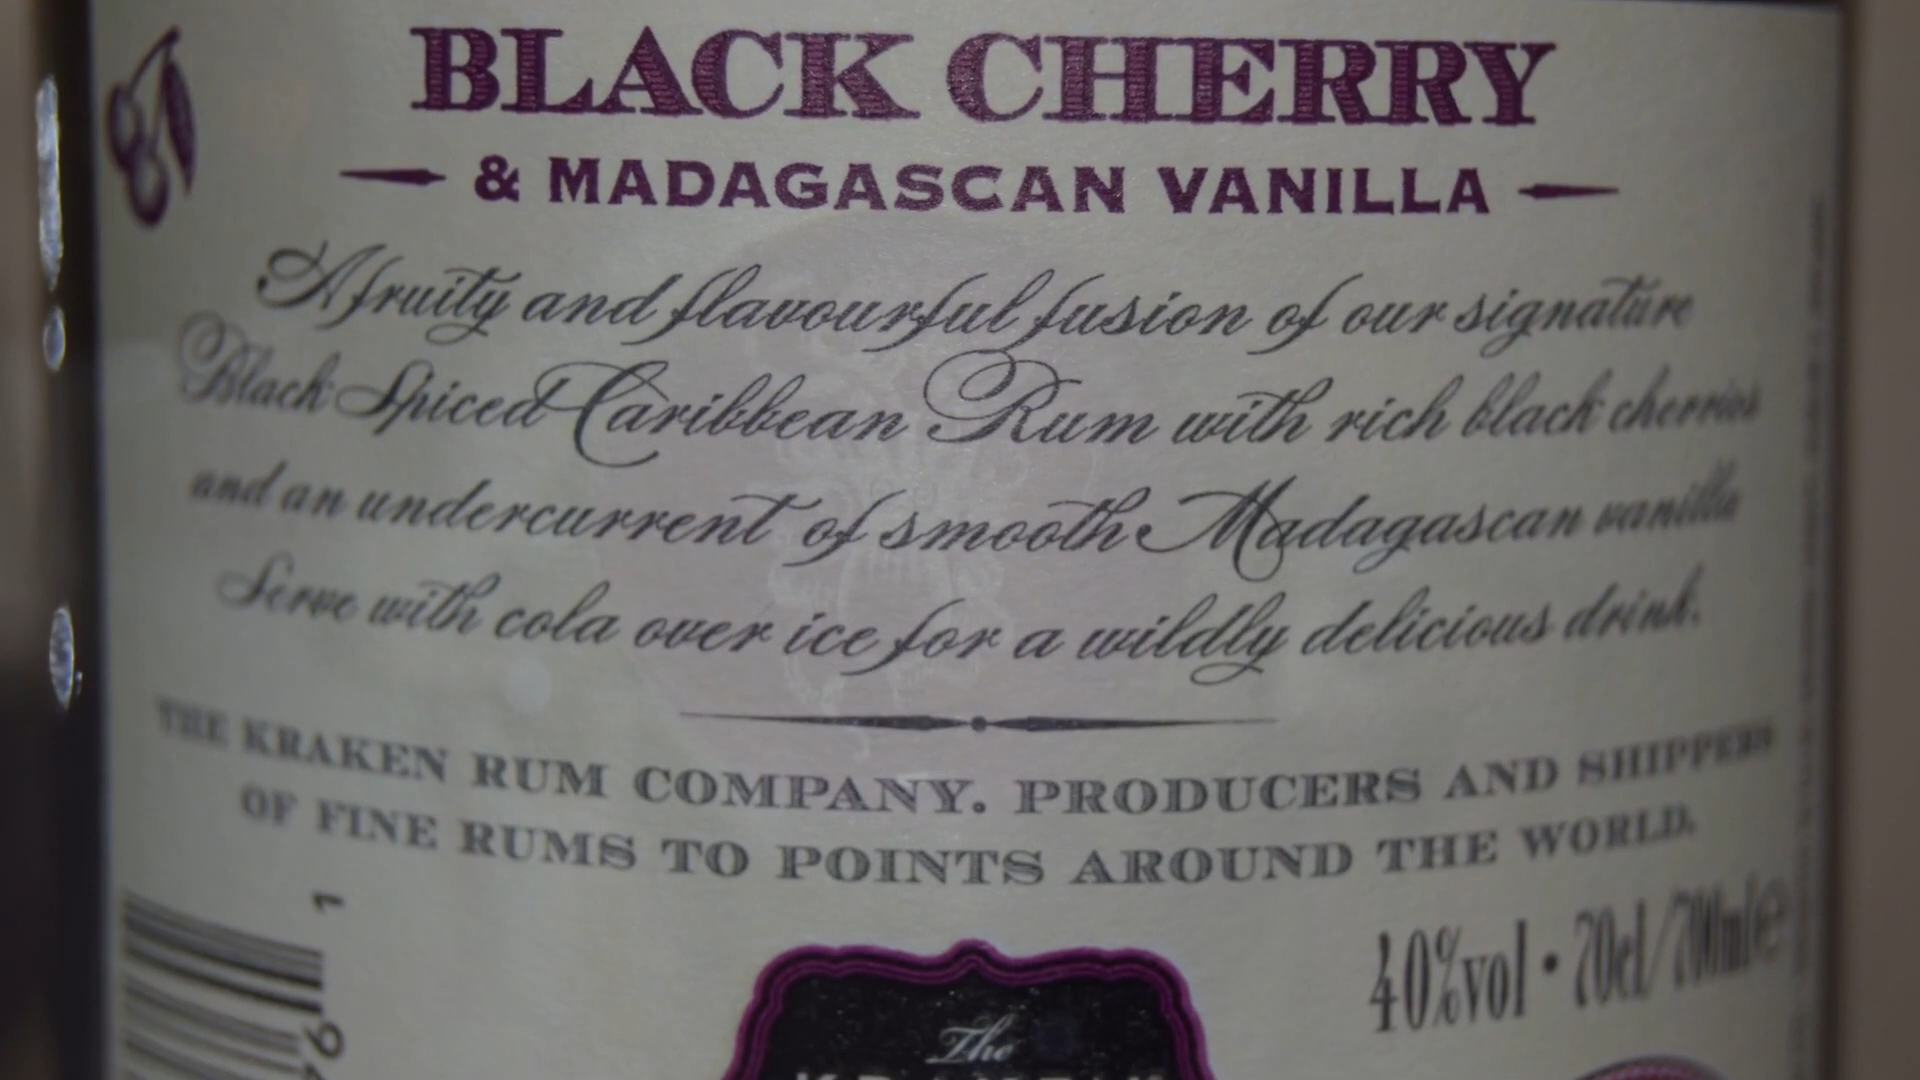 BLACK CHERRY
& MADAGASCAN VANILLA
A fruity and flavourful fusion of our signature
Black Spiced Caribbean Rum with rich black cherries
and an undercurrent of smooth Madagascan vanilla
Serve with cola over ice for a wildly delicious drink.
THE KRAKEN RUM COMPANY. PRODUCERS AND SHIPPERS
OF FINE RUMS TO POINTS AROUND THE WORLD.
40%vol • 70cl/700ml e
1
The
KRAKEN